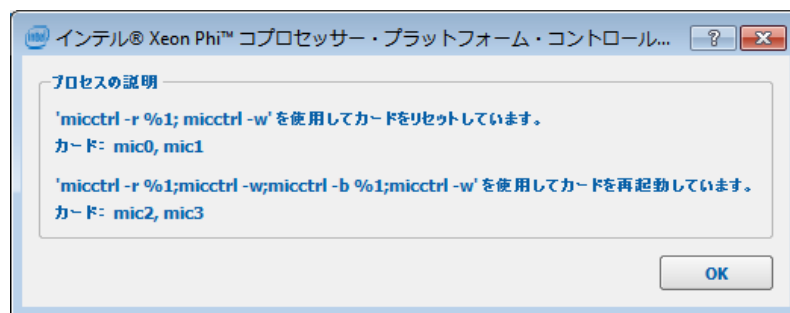 インテル® Xeon Phi™ コプロセッサー・プラットフォーム・コントロール...
プロセスの説明
'micctrl -r %1; micctrl -w'を使用してカードをリセットしています。
カード: mic0, mic1
'micctrl -r %1;micctrl -w;micctrl -b %1;micctrl -w'を使用してカードを再起動しています。
カード: mic2, mic3
OK